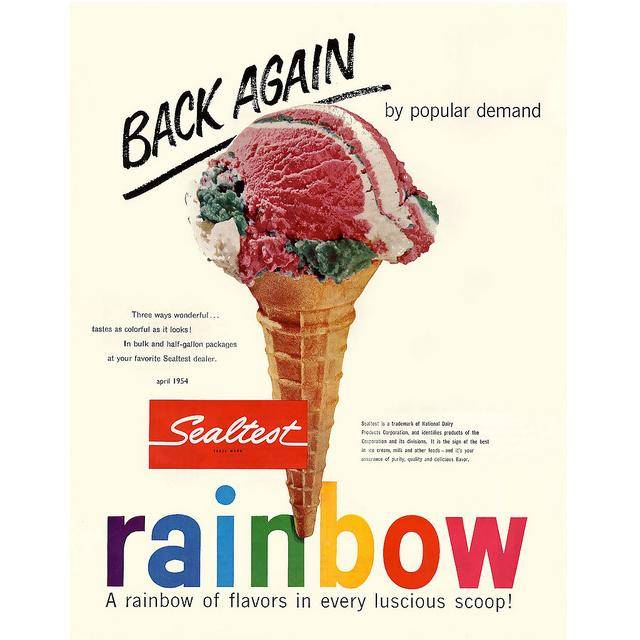 BACK AGAIN
by popular demand
Three ways wonderful...
tastes as colorful as it looks!
In bulk and half-gallon packages
at your favorite Sealtest dealer.
april 1954
Sealtest
TRADE MARK
Sealtest is a trademark of National Dairy
Products Corporation, and identifies products of the
Corporation and its divisions. It is the sign of the best
in ice cream, milk and other foods—and it's your
assurance of purity, quality and delicious flavor.
rainbow
A rainbow of flavors in every luscious scoop!